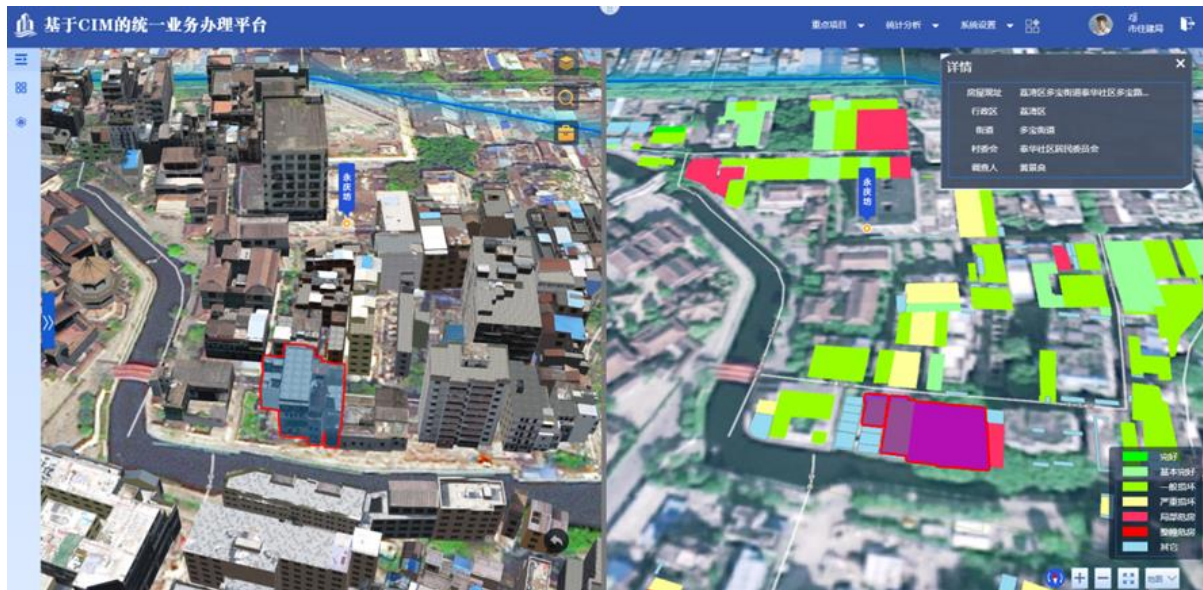 基于CIM的统一业务办理平台
重点项目
统计分析
系统设置
市住建局
详情
房屋地址 荔湾区多宝街道泰华社区多宝路...
行政区 荔湾区
街道 多宝街道
村委会 泰华社区居民委员会
调查人
永庆坊
永庆坊
完好
基本完好
一般损坏
严重损坏
局部危房
整幢危房
其它
地图